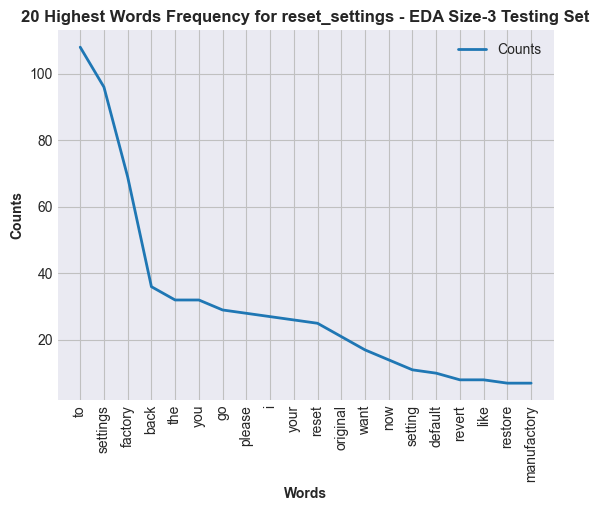 20 Highest Words Frequency for reset_settings - EDA Size-3 Testing Set
Counts
100
80
60
40
20
Counts
to
settings
factory
back
the
you
go
please
i
your
reset
original
want
now
setting
default
revert
like
restore
manufactory
Words